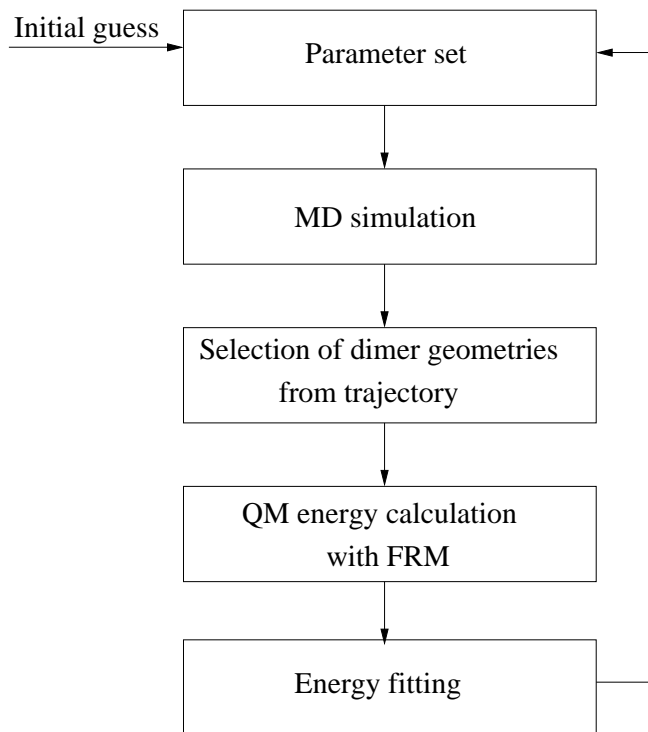 Initial guess
Parameter set
MD simulation
Selection of dimer geometries
from trajectory
QM energy calculation
with FRM
Energy fitting